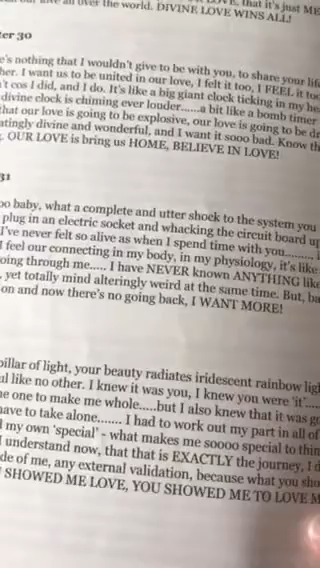 all over the world. DIVINE LOVE WINS ALL!
ter 30
e's nothing that I wouldn't give to be with you, to share your life
her. I want us to be united in our love, I felt it too, I FEEL it too
't cos I did, and I do. It's like a big giant clock ticking in my he
divine clock is chiming ever louder......a bit like a bomb timer
that our love is going to be explosive, our love is going to be de
atingly divine and wonderful, and I want it sooo bad. Know th
. OUR LOVE is bring us HOME, BELIEVE IN LOVE!
31
oo baby, what a complete and utter shock to the system you
plug in an electric socket and whacking the circuit board up
I've never felt so alive as when I spend time with you.........
I feel our connecting in my body, in my physiology, it's like
oing through me..... I have NEVER known ANYTHING like
, yet totally mind alteringly weird at the same time. But, ba
on and now there's no going back, I WANT MORE!
pillar of light, your beauty radiates iridescent rainbow lig
ul like no other. I knew it was you, I knew you were 'it'.....
he one to make me whole.....but I also knew that it was go
have to take alone....... I had to work out my part in all of
d my own 'special' - what makes me soooo special to thin
I understand now, that that is EXACTLY the journey, I d
de of me, any external validation, because what you sho
U SHOWED ME LOVE, YOU SHOWED ME TO LOVE M